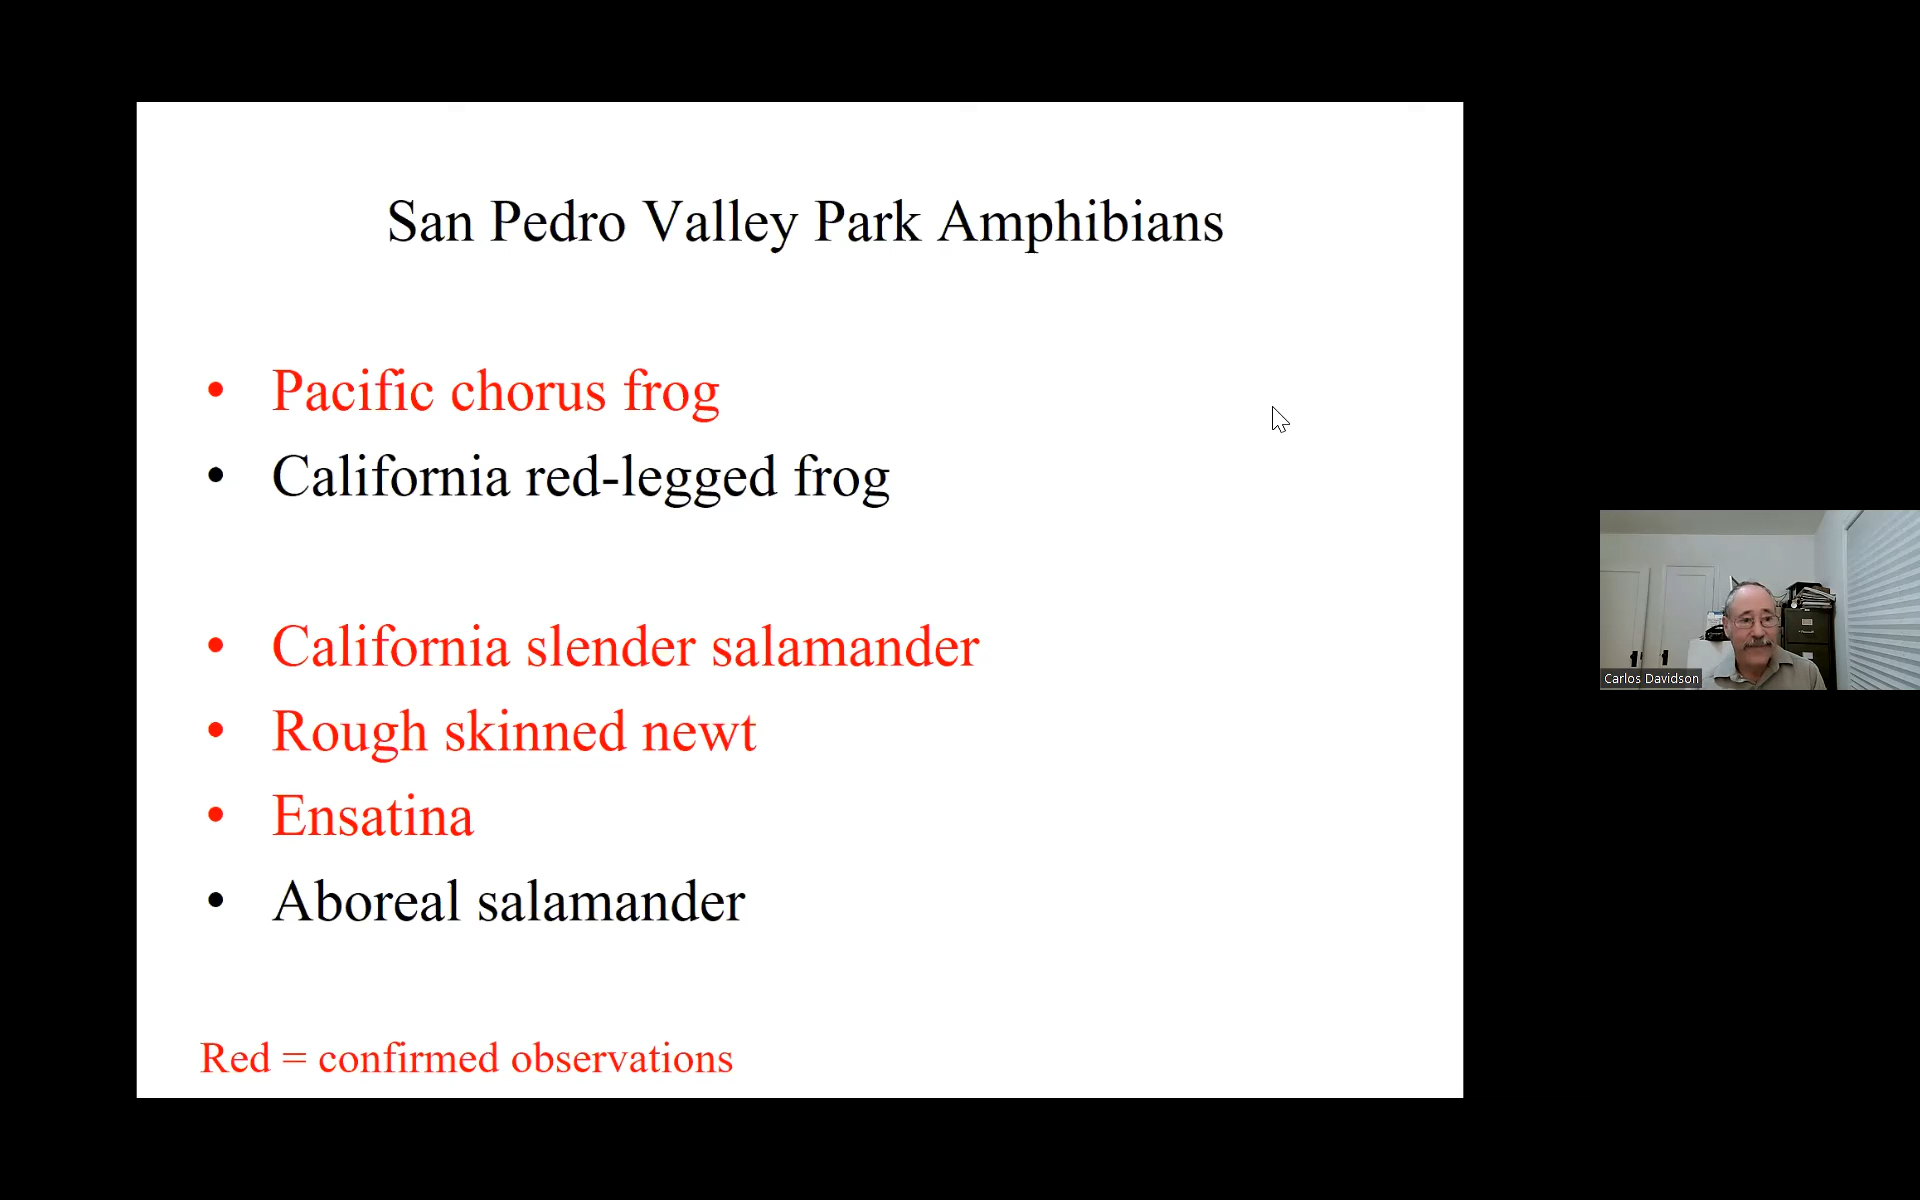 San Pedro Valley Park Amphibians
• Pacific chorus frog
• California red-legged frog
• California slender salamander
• Rough skinned newt
• Ensatina
• Aboreal salamander
Red = confirmed observations
Carlos Davidson